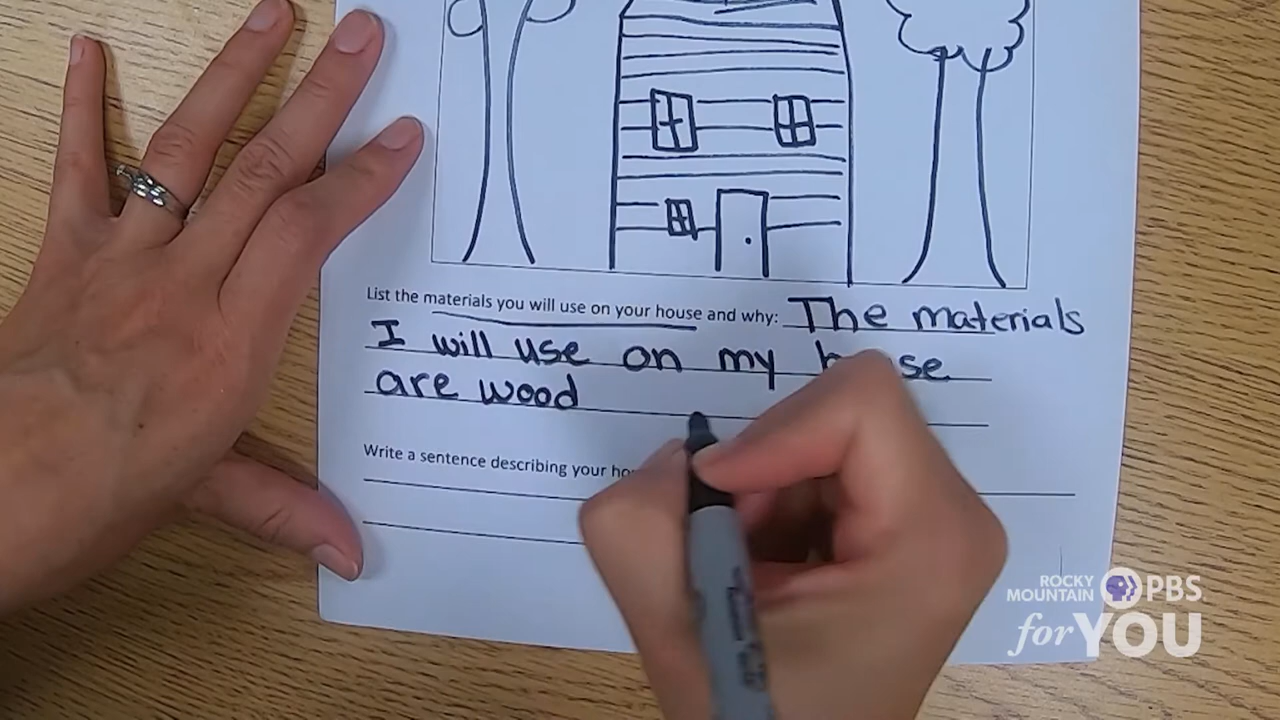 List the materials you will use on your house and why: The materials
I will use on my
are wood
Write a sentence describing your
ROCKY
MOUNTAIN PBS
for YOU